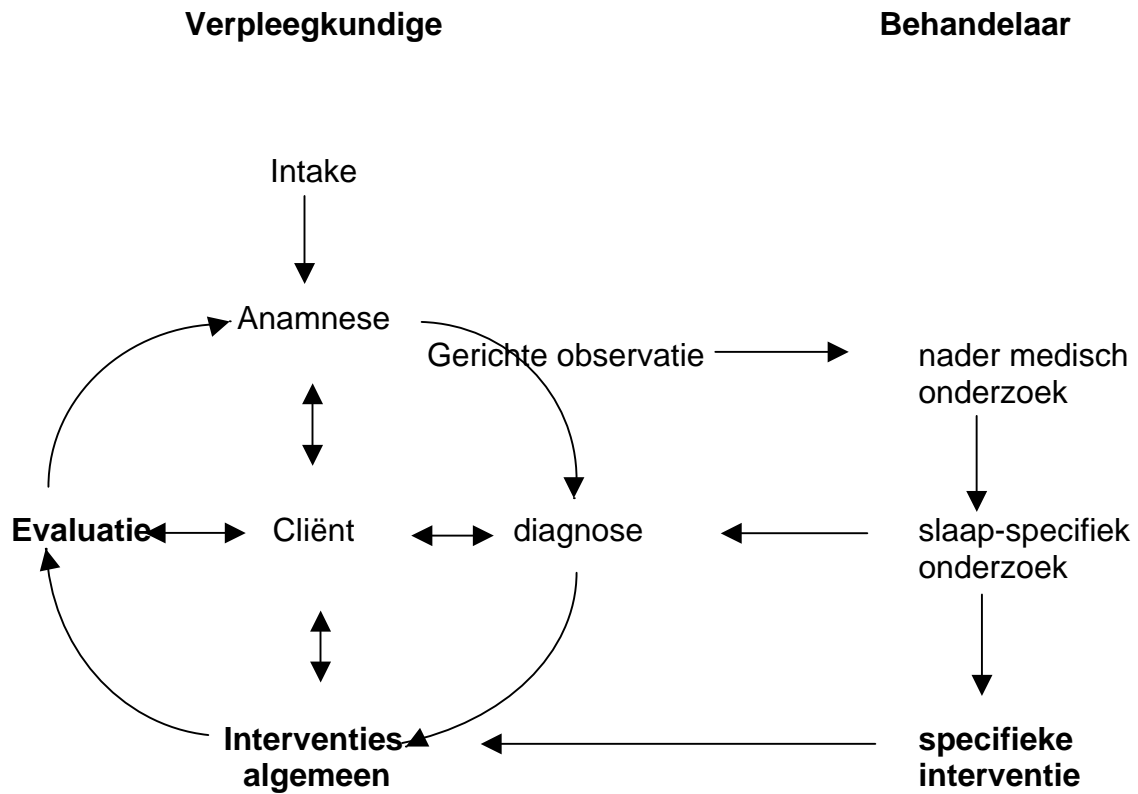 Verpleegkundige
Behandelaar
Intake
Anamnese
Gerichte observatie
nader medisch
onderzoek
Evaluatie
Cliënt
diagnose
slaap-specifiek
onderzoek
Interventies
algemeen
specifieke
interventie